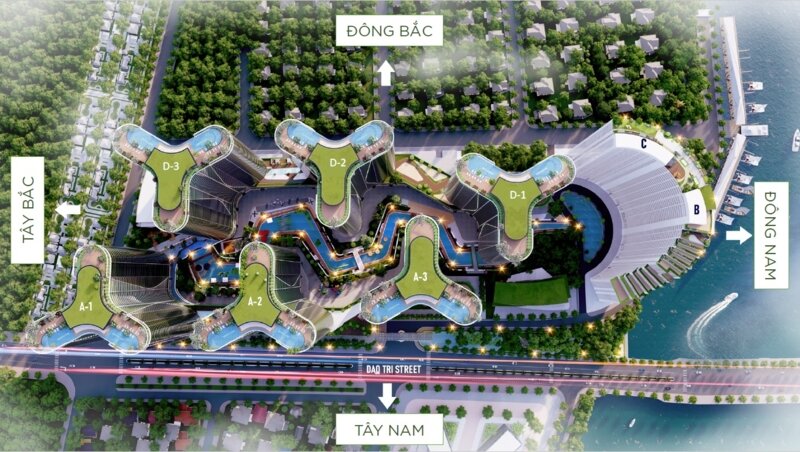 ĐÔNG BẮC
C
D-3
D-2
D-1
TÂY BẮC
B
ĐÔNG NAM
A-1
A-2
A-3
DAO TRI STREET
TÂY NAM